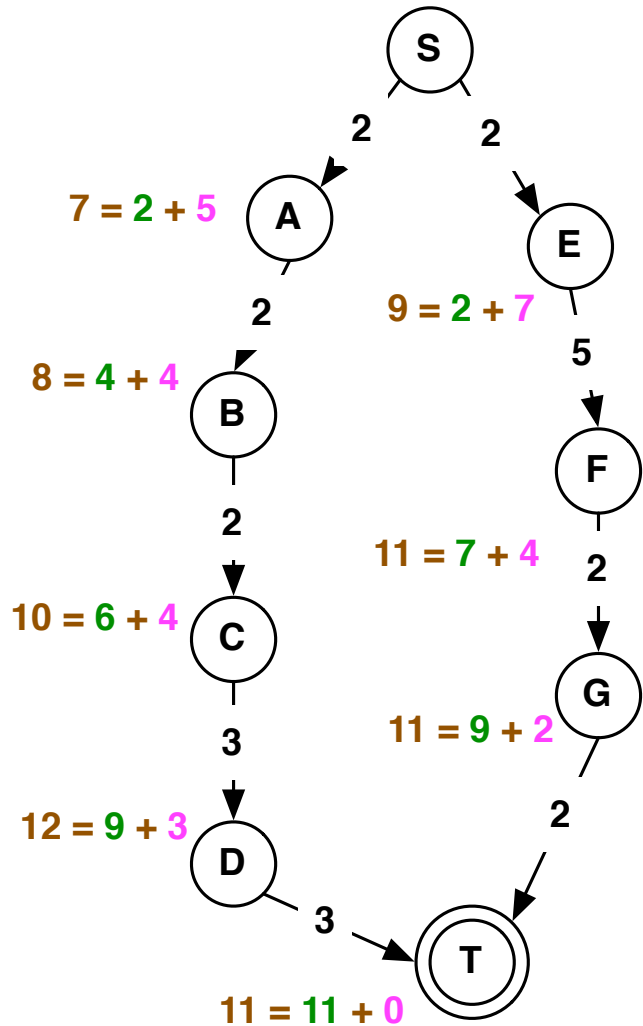 S
2
2
7 = 2 + 5
A
E
2
9 = 2 + 7
5
8 = 4 + 4
B
F
2
11 = 7 + 4
2
10 = 6 + 4
C
G
11 = 9 + 2
3
2
12 = 9 + 3
D
3
T
11 = 11 + 0